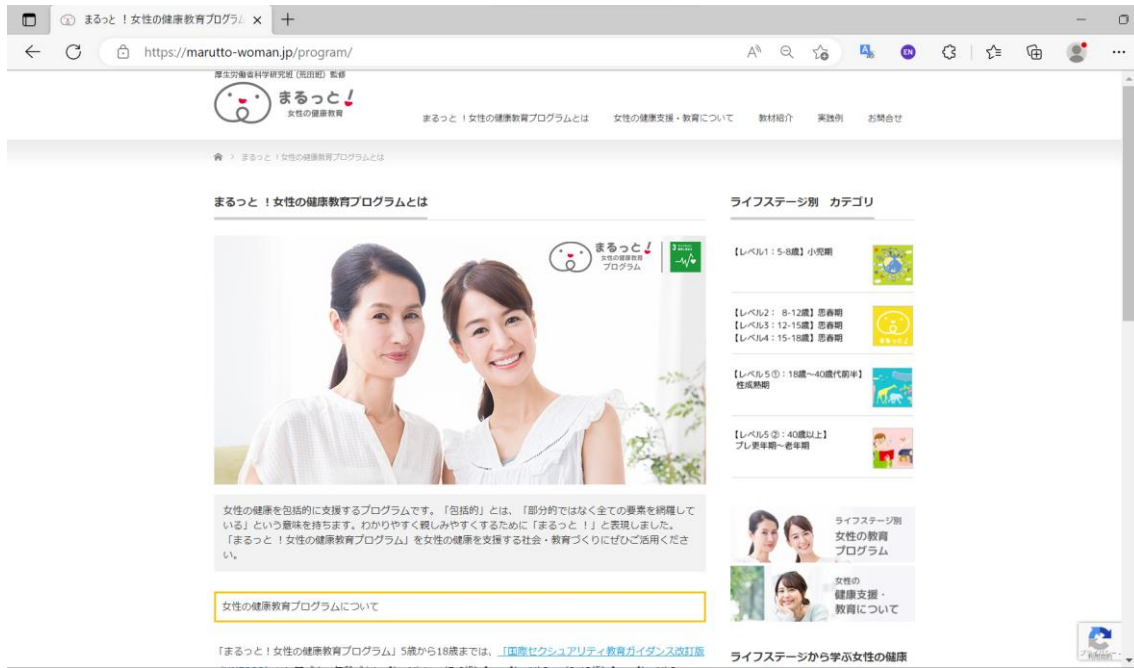 まるっと！女性の健康教育プログラム
https://marutto-woman.jp/program/
厚生労働省科学研究班 (荒田班) 監修
まるっと！
女性の健康教育
まるっと！女性の健康教育プログラムとは 女性の健康支援・教育について 教材紹介 実践例 お問合せ
まるっと！女性の健康教育プログラムとは
まるっと！女性の健康教育プログラムとは
まるっと！
女性の健康教育
プログラム
3
女性の健康を包括的に支援するプログラムです。「包括的」とは、「部分的ではなく全ての要素を網羅して
いる」という意味を持ちます。わかりやすく親しみやすくするために「まるっと！」と表現しました。
「まるっと！女性の健康教育プログラム」を女性の健康を支援する社会・教育づくりにぜひご活用くださ
い。
女性の健康教育プログラムについて
「まるっと！女性の健康教育プログラム」5歳から18歳までは、「国際セクシュアリティ教育ガイダンス改訂版
ライフステージ別 カテゴリ
【レベル1：5-8歳】小児期
【レベル2： 8-12歳】思春期
【レベル3：12-15歳】思春期
【レベル4：15-18歳】思春期
まるっと！
【レベル５①：18歳～40歳代前半】
性成熟期
【レベル5②：40歳以上】
プレ更年期～老年期
ライフステージ別
女性の教育
プログラム
女性の
健康支援・
教育について
ライフステージから学ぶ女性の健康